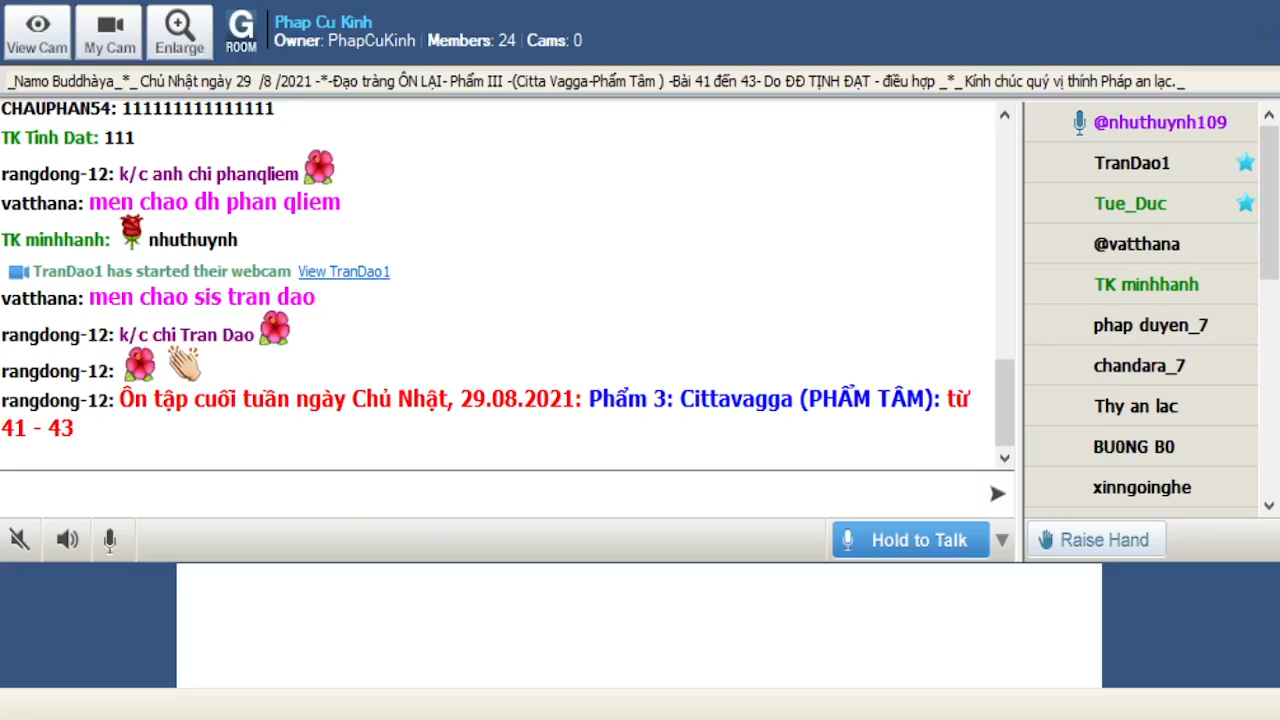 View Cam
My Cam
Enlarge
G
ROOM
Phap Cu Kinh
Owner: PhapCuKinh | Members: 24 | Cams: 0
_Namo Buddhàya_*_ Chủ Nhật ngày 29 /8 /2021 -*-Đạo tràng ÔN LẠI- Phẩm III -(Citta Vagga-Phẩm Tâm ) -Bài 41 đến 43- Do ĐĐ TỊNH ĐẠT - điều hợp _*_ Kính chúc quý vị thính Pháp an lạc._
CHAUPHAN54: 111111111111111
TK Tinh Dat: 111
rangdong-12: k/c anh chi phanqliem
vatthana: men chao dh phan qliem
TK minhhanh: nhuthuynh
TranDao1 has started their webcam View TranDao1
vatthana: men chao sis tran dao
rangdong-12: k/c chi Tran Dao
rangdong-12:
rangdong-12: Ôn tập cuối tuần ngày Chủ Nhật, 29.08.2021: Phẩm 3: Cittavagga (PHẨM TÂM): từ
41 - 43
@nhuthuynh109
TranDao1
Tue_Duc
@vatthana
TK minhhanh
phap duyen_7
chandara_7
Thy an lac
BU0NG B0
xinngoinghe
Hold to Talk
Raise Hand